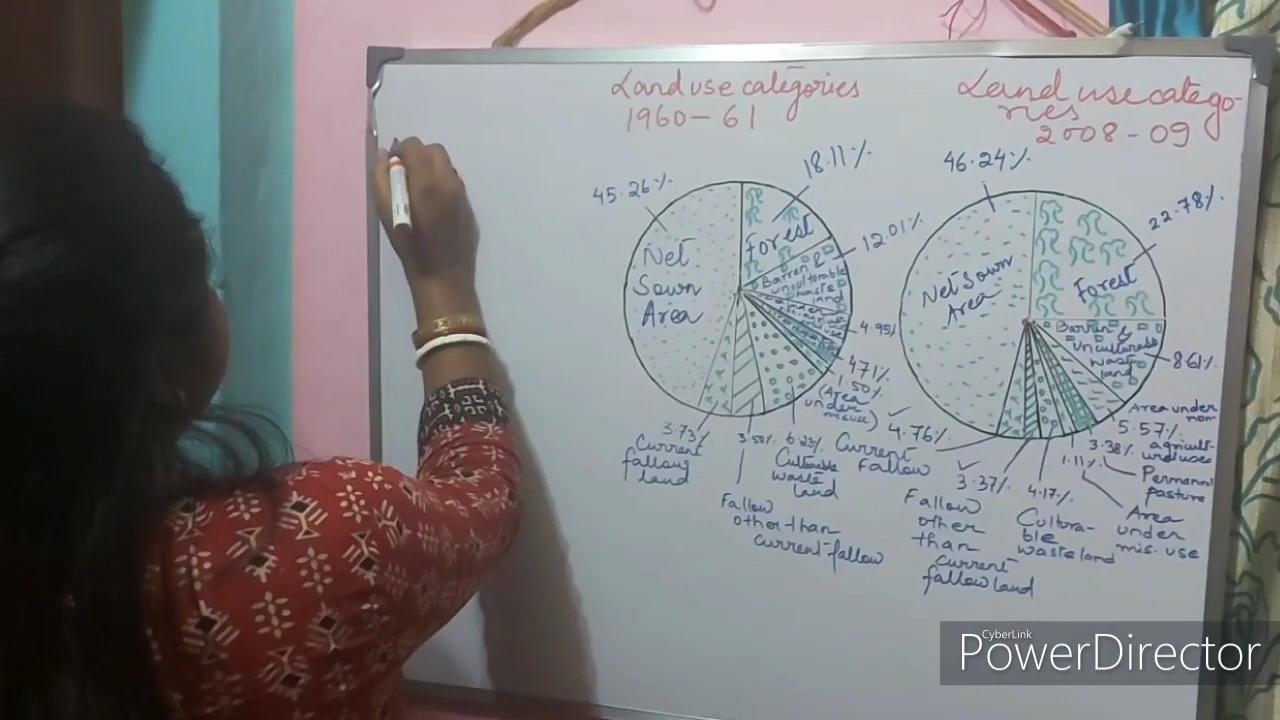 Land use categories
1960-61
45.26%
18.11%
12.01%
4.95%
4.71%
1.50%
(Area
under
misuse)
6.23%
3.50%
3.73%
Net
Sown
Area
Forest
Barren &
unculturable
waste
land
Current
fallow
land
Fallow
other than
current fallow
Culturable
waste
land
Land use catego-
ries
2008-09
46.24%
22.78%
8.61%
5.57%
3.38%
1.11%
4.17%
3.37%
4.76%
Net Sown
Area
Forest
Barren &
Unculturable
waste
land
Area under
non
agricult-
ural uses
Permanent
pasture
Area
under
mis. use
Cultura-
ble
waste land
Fallow
other
than
current
fallow land
Current
fallow
CyberLink
PowerDirector